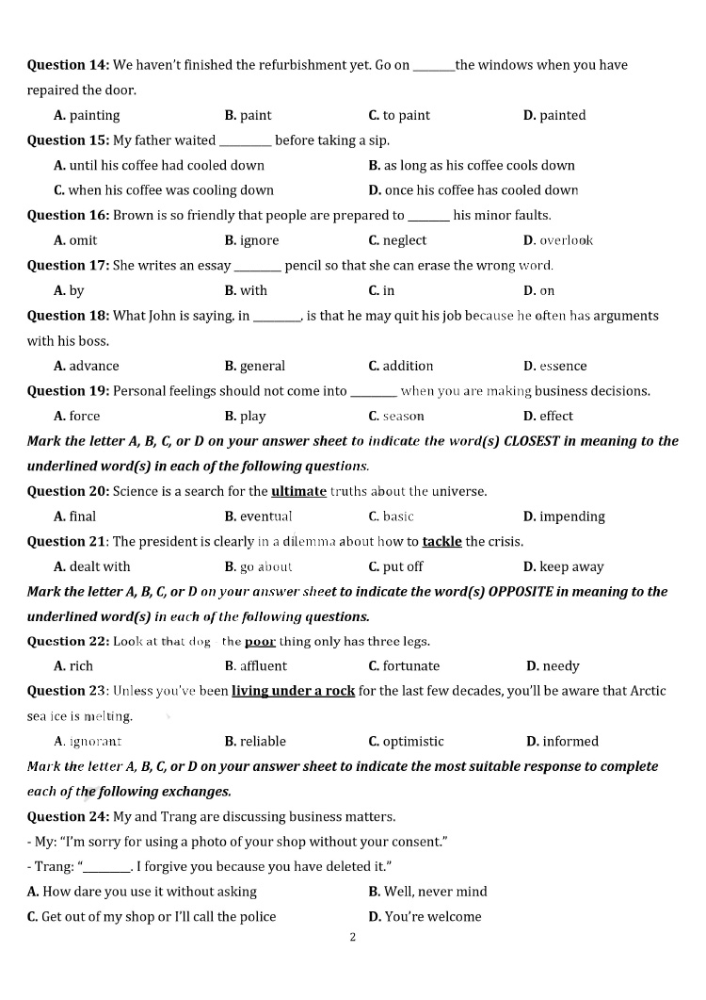 Question 14: We haven’t finished the refurbishment yet. Go on ________the windows when you have
repaired the door.
A. painting B. paint C. to paint D. painted
Question 15: My father waited __________ before taking a sip.
A. until his coffee had cooled down B. as long as his coffee cools down
C. when his coffee was cooling down D. once his coffee has cooled down
Question 16: Brown is so friendly that people are prepared to ________ his minor faults.
A. omit B. ignore C. neglect D. overlook
Question 17: She writes an essay _________ pencil so that she can erase the wrong word.
A. by B. with C. in D. on
Question 18: What John is saying, in _________, is that he may quit his job because he often has arguments
with his boss.
A. advance B. general C. addition D. essence
Question 19: Personal feelings should not come into _________ when you are making business decisions.
A. force B. play C. season D. effect
Mark the letter A, B, C, or D on your answer sheet to indicate the word(s) CLOSEST in meaning to the
underlined word(s) in each of the following questions.
Question 20: Science is a search for the ultimate truths about the universe.
A. final B. eventual C. basic D. impending
Question 21: The president is clearly in a dilemma about how to tackle the crisis.
A. dealt with B. go about C. put off D. keep away
Mark the letter A, B, C, or D on your answer sheet to indicate the word(s) OPPOSITE in meaning to the
underlined word(s) in each of the following questions.
Question 22: Look at that dog - the poor thing only has three legs.
A. rich B. affluent C. fortunate D. needy
Question 23: Unless you’ve been living under a rock for the last few decades, you’ll be aware that Arctic
sea ice is melting.
A. ignorant B. reliable C. optimistic D. informed
Mark the letter A, B, C, or D on your answer sheet to indicate the most suitable response to complete
each of the following exchanges.
Question 24: My and Trang are discussing business matters.
- My: “I’m sorry for using a photo of your shop without your consent.”
- Trang: “_________. I forgive you because you have deleted it.”
A. How dare you use it without asking B. Well, never mind
C. Get out of my shop or I’ll call the police D. You’re welcome
2